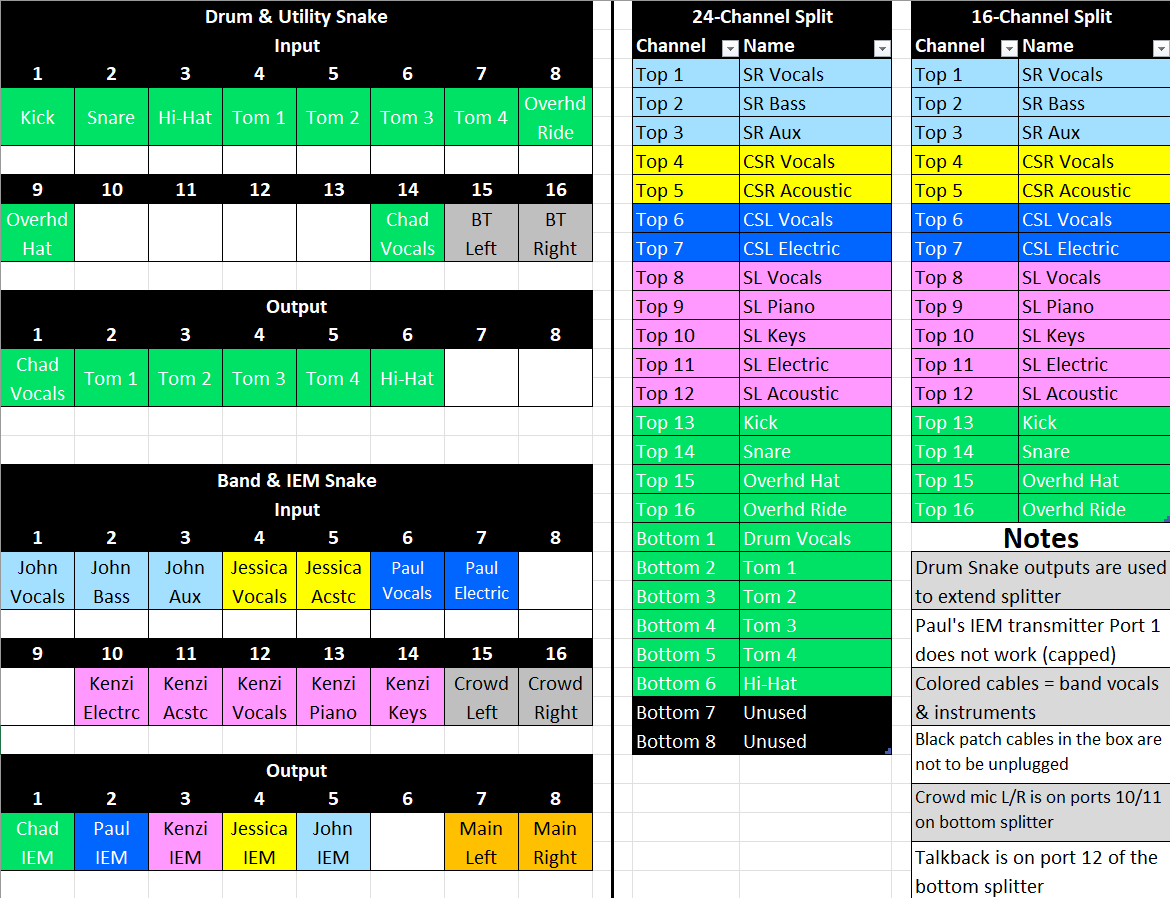 Drum & Utility Snake
Input
1 2 3 4 5 6 7 8
Kick Snare Hi-Hat Tom 1 Tom 2 Tom 3 Tom 4 Overhd Ride
9 10 11 12 13 14 15 16
Overhd Hat Chad Vocals BT Left BT Right
Output
1 2 3 4 5 6 7 8
Chad Vocals Tom 1 Tom 2 Tom 3 Tom 4 Hi-Hat
Band & IEM Snake
Input
1 2 3 4 5 6 7 8
John Vocals John Bass John Aux Jessica Vocals Jessica Acstc Paul Vocals Paul Electric
9 10 11 12 13 14 15 16
Kenzi Electrc Kenzi Acstc Kenzi Vocals Kenzi Piano Kenzi Keys Crowd Left Crowd Right
Output
1 2 3 4 5 6 7 8
Chad IEM Paul IEM Kenzi IEM Jessica IEM John IEM Main Left Main Right
24-Channel Split
Channel Name
Top 1 SR Vocals
Top 2 SR Bass
Top 3 SR Aux
Top 4 CSR Vocals
Top 5 CSR Acoustic
Top 6 CSL Vocals
Top 7 CSL Electric
Top 8 SL Vocals
Top 9 SL Piano
Top 10 SL Keys
Top 11 SL Electric
Top 12 SL Acoustic
Top 13 Kick
Top 14 Snare
Top 15 Overhd Hat
Top 16 Overhd Ride
Bottom 1 Drum Vocals
Bottom 2 Tom 1
Bottom 3 Tom 2
Bottom 4 Tom 3
Bottom 5 Tom 4
Bottom 6 Hi-Hat
Bottom 7 Unused
Bottom 8 Unused
16-Channel Split
Channel Name
Top 1 SR Vocals
Top 2 SR Bass
Top 3 SR Aux
Top 4 CSR Vocals
Top 5 CSR Acoustic
Top 6 CSL Vocals
Top 7 CSL Electric
Top 8 SL Vocals
Top 9 SL Piano
Top 10 SL Keys
Top 11 SL Electric
Top 12 SL Acoustic
Top 13 Kick
Top 14 Snare
Top 15 Overhd Hat
Top 16 Overhd Ride
Notes
Drum Snake outputs are used
to extend splitter
Paul's IEM transmitter Port 1
does not work (capped)
Colored cables = band vocals
& instruments
Black patch cables in the box are
not to be unplugged
Crowd mic L/R is on ports 10/11
on bottom splitter
Talkback is on port 12 of the
bottom splitter